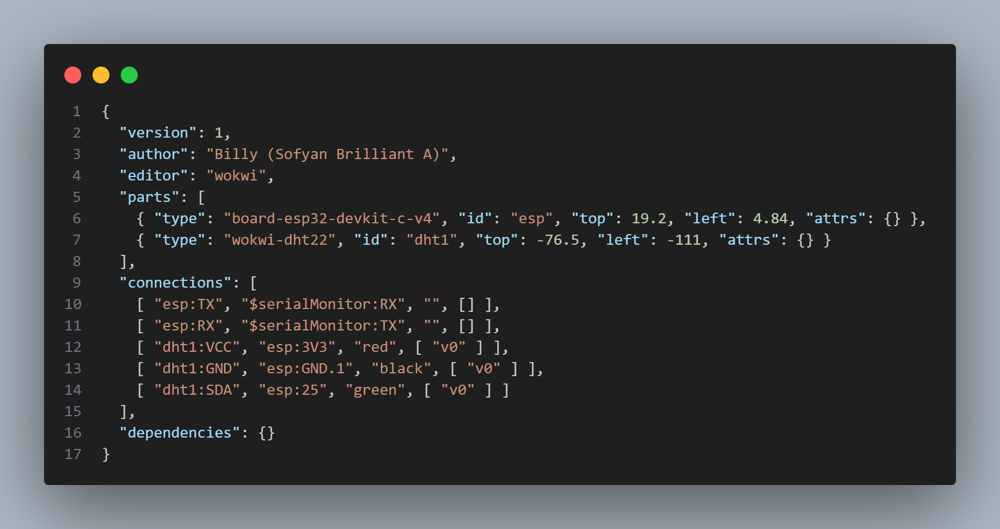 1 {
2   "version": 1,
3   "author": "Billy (Sofyan Brilliant A)",
4   "editor": "wokwi",
5   "parts": [
6     { "type": "board-esp32-devkit-c-v4", "id": "esp", "top": 19.2, "left": 4.84, "attrs": {} },
7     { "type": "wokwi-dht22", "id": "dht1", "top": -76.5, "left": -111, "attrs": {} }
8   ],
9   "connections": [
10     [ "esp:TX", "$serialMonitor:RX", "", [] ],
11     [ "esp:RX", "$serialMonitor:TX", "", [] ],
12     [ "dht1:VCC", "esp:3V3", "red", [ "v0" ] ],
13     [ "dht1:GND", "esp:GND.1", "black", [ "v0" ] ],
14     [ "dht1:SDA", "esp:25", "green", [ "v0" ] ]
15   ],
16   "dependencies": {}
17 }